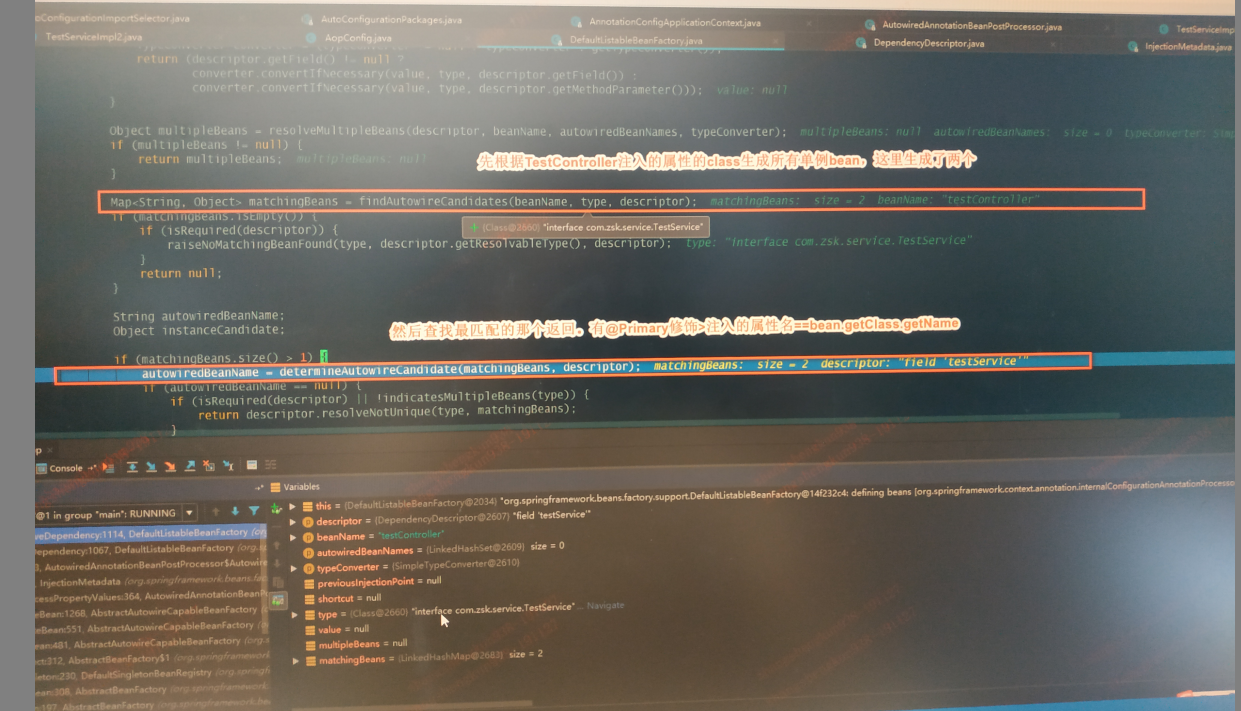 oConfigurationImportSelector.java AutoConfigurationPackages.java AnnotationConfigApplicationContext.java AutowiredAnnotationBeanPostProcessor.java TestServiceImp
TestServiceImpl2.java AopConfig.java DefaultListableBeanFactory.java DependencyDescriptor.java InjectionMetadata.java
return (descriptor.getField() != null ?
converter.convertIfNecessary(value, type, descriptor.getField()) :
converter.convertIfNecessary(value, type, descriptor.getMethodParameter())); value: null
}
Object multipleBeans = resolveMultipleBeans(descriptor, beanName, autowiredBeanNames, typeConverter); multipleBeans: null autowiredBeanNames: size = 0 typeConverter: Simp
if (multipleBeans != null) {
return multipleBeans; multipleBeans: null
先根据TestController注入的属性的class生成所有单例bean，这里生成了两个
}
Map<String, Object> matchingBeans = findAutowireCandidates(beanName, type, descriptor); matchingBeans: size = 2 beanName: "testController"
if (matchingBeans.isEmpty()) {
if (isRequired(descriptor)) {
+ (Class@2660) "interface com.zsk.service.TestService"
raiseNoMatchingBeanFound(type, descriptor.getResolvableType(), descriptor); type: "interface com.zsk.service.TestService"
}
return null;
}
String autowiredBeanName;
Object instanceCandidate;
然后查找最匹配的那个返回。有@Primary修饰>注入的属性名==bean.getClass.getName
if (matchingBeans.size() > 1) {
autowiredBeanName = determineAutowireCandidate(matchingBeans, descriptor); matchingBeans: size = 2 descriptor: "field 'testService'"
if (autowiredBeanName == null) {
if (isRequired(descriptor) || !indicatesMultipleBeans(type)) {
return descriptor.resolveNotUnique(type, matchingBeans);
}
Console
Variables
@1 in group "main": RUNNING
this = {DefaultListableBeanFactory@2034} "org.springframework.beans.factory.support.DefaultListableBeanFactory@14f232c4: defining beans [org.springframework.context.annotation.internalConfigurationAnnotationProcesso
descriptor = {DependencyDescriptor@2607} "field 'testService'"
beanName = "testController"
autowiredBeanNames = {LinkedHashSet@2609} size = 0
typeConverter = {SimpleTypeConverter@2610}
previousInjectionPoint = null
shortcut = null
type = {Class@2660} "interface com.zsk.service.TestService" ... Navigate
value = null
multipleBeans = null
matchingBeans = {LinkedHashMap@2683} size = 2
veDependency:1114, DefaultListableBeanFactory (org
Dependency:1067, DefaultListableBeanFactory (org.s
AutowiredAnnotationBeanPostProcessor$Autowire
InjectionMetadata (org.springframework.beans.fac
cessPropertyValues:364, AutowiredAnnotationBeanP
eBean:1268, AbstractAutowireCapableBeanFactory
eBean:551, AbstractAutowireCapableBeanFactory
ean:481, AbstractAutowireCapableBeanFactory (org.s
ct:312, AbstractBeanFactory$1 (org.springframework
leton:230, DefaultSingletonBeanRegistry (org.spring
ean:308, AbstractBeanFactory (org.springframework
:197, AbstractBeanFactory (org.springframework.be